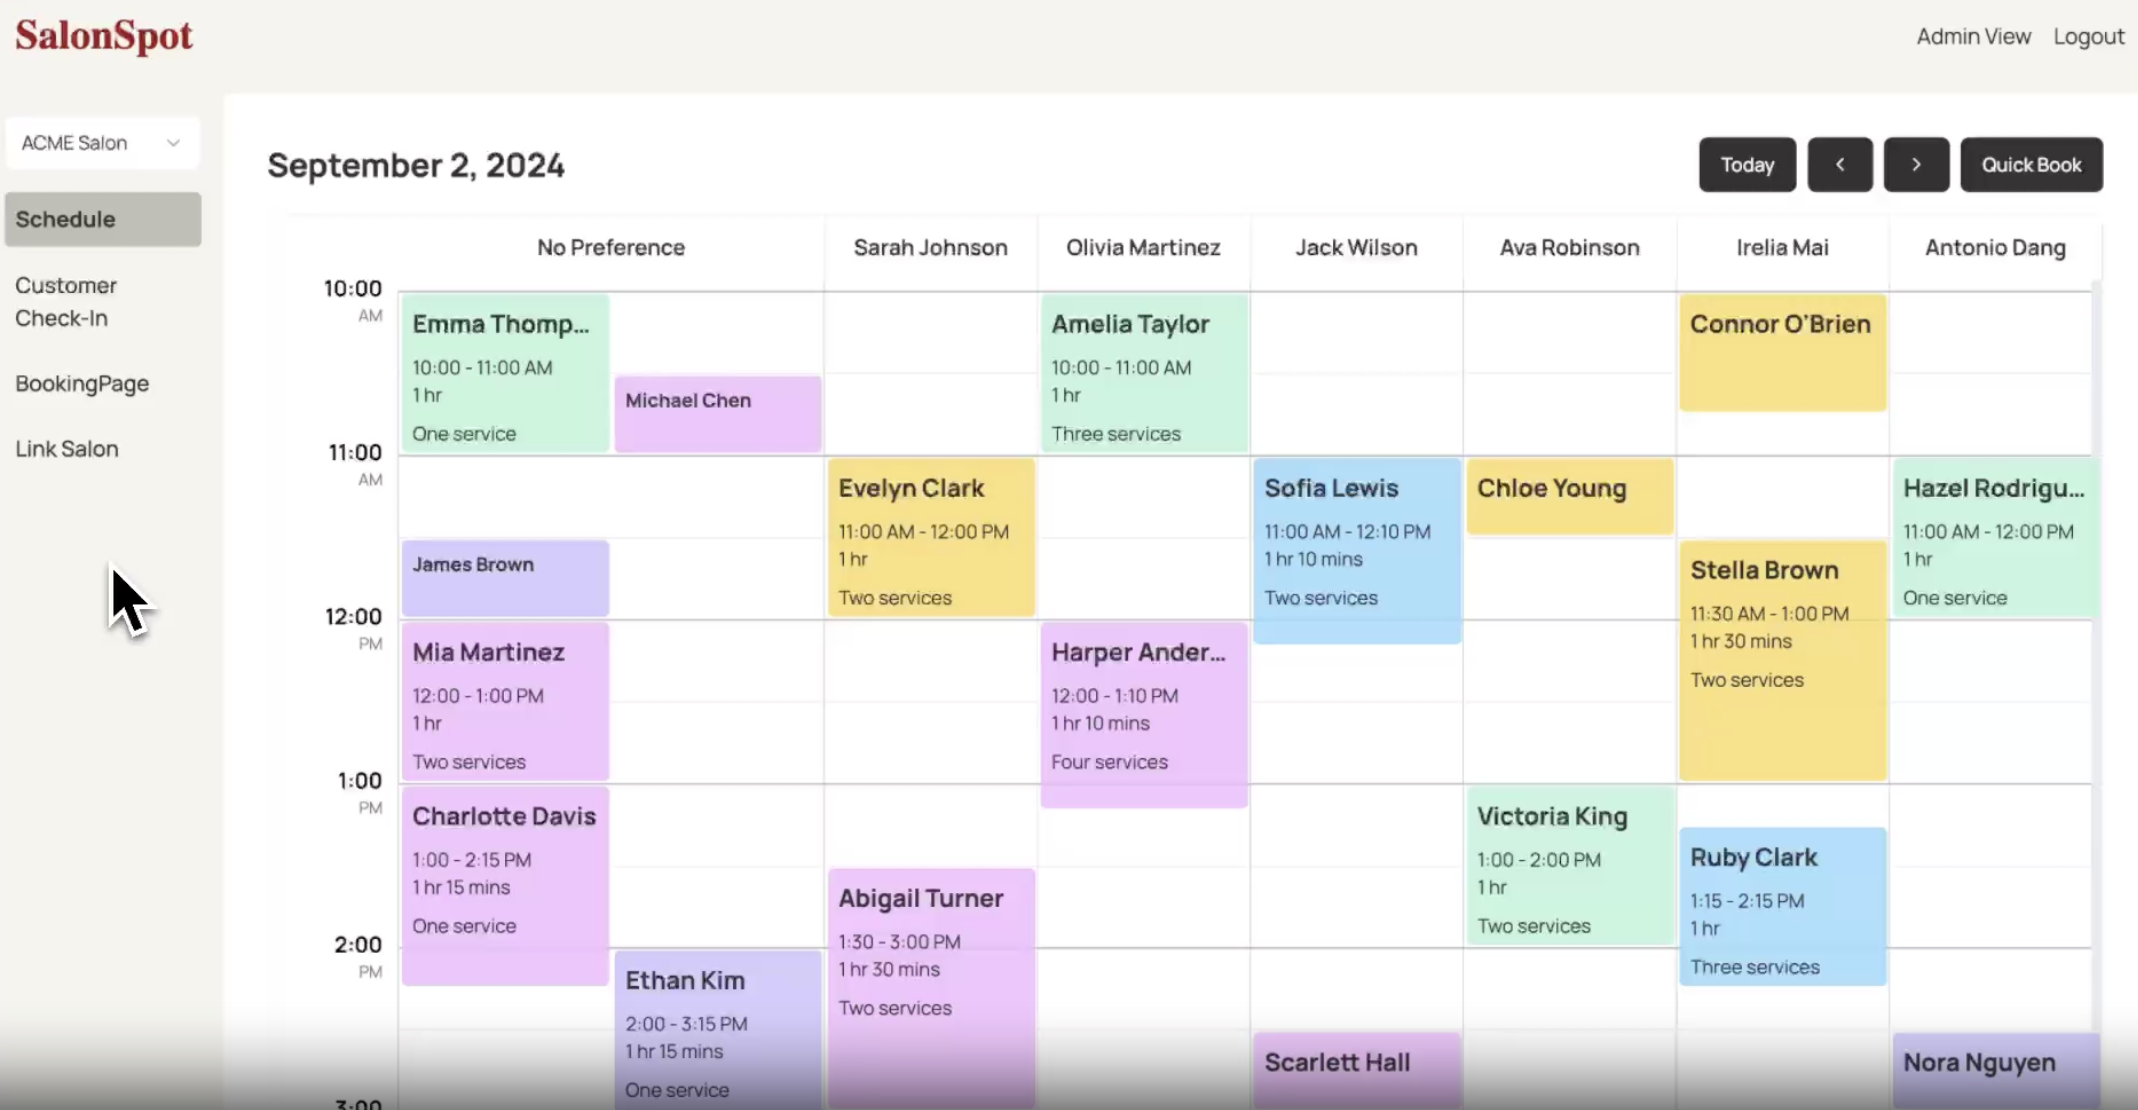 SalonSpot
Admin View Logout
ACME Salon
Schedule
Customer
Check-In
BookingPage
Link Salon
September 2, 2024
Today < > Quick Book
No Preference Sarah Johnson Olivia Martinez Jack Wilson Ava Robinson Irelia Mai Antonio Dang
10:00
AM
11:00
AM
12:00
PM
1:00
PM
2:00
PM
3:00
Emma Thomp...
10:00 - 11:00 AM
1 hr
One service
Michael Chen
James Brown
Mia Martinez
12:00 - 1:00 PM
1 hr
Two services
Charlotte Davis
1:00 - 2:15 PM
1 hr 15 mins
One service
Ethan Kim
2:00 - 3:15 PM
1 hr 15 mins
One service
Evelyn Clark
11:00 AM - 12:00 PM
1 hr
Two services
Abigail Turner
1:30 - 3:00 PM
1 hr 30 mins
Two services
Amelia Taylor
10:00 - 11:00 AM
1 hr
Three services
Harper Ander...
12:00 - 1:10 PM
1 hr 10 mins
Four services
Sofia Lewis
11:00 AM - 12:10 PM
1 hr 10 mins
Two services
Scarlett Hall
Chloe Young
Victoria King
1:00 - 2:00 PM
1 hr
Two services
Connor O'Brien
Stella Brown
11:30 AM - 1:00 PM
1 hr 30 mins
Two services
Ruby Clark
1:15 - 2:15 PM
1 hr
Three services
Hazel Rodrigu...
11:00 AM - 12:00 PM
1 hr
One service
Nora Nguyen